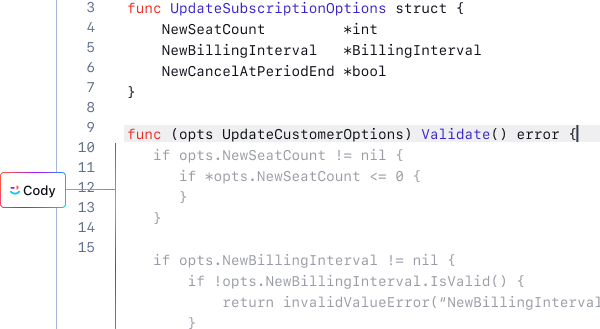 3 func UpdateSubscriptionOptions struct {
4 NewSeatCount *int
5 NewBillingInterval *BillingInterval
6 NewCancelAtPeriodEnd *bool
7 }
8
9 func (opts UpdateCustomerOptions) Validate() error {
10 if opts.NewSeatCount != nil {
11 if *opts.NewSeatCount <= 0 {
Cody 12 }
13 }
14
15 if opts.NewBillingInterval != nil {
if !opts.NewBillingInterval.IsValid() {
return invalidValueError(“NewBillingInterval
}